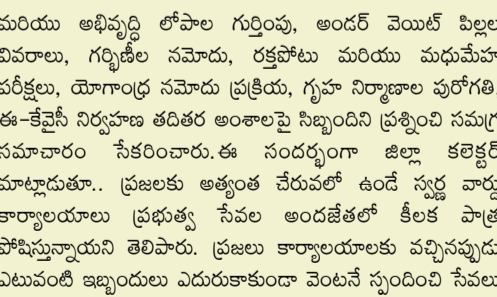 మరియు అభివృద్ధి లోపాల గుర్తింపు, అండర్ వెయిట్ పిల్లల
వివరాలు, గర్భిణీల నమోదు, రక్తపోటు మరియు మధుమేహ
పరీక్షలు, యోగాంధ్ర నమోదు ప్రక్రియ, గృహ నిర్మాణాల పురోగతి,
ఈ-కేవైసీ నిర్వహణ తదితర అంశాలపై సిబ్బందిని ప్రశ్నించి సమగ్ర
సమాచారం సేకరించారు.ఈ సందర్భంగా జిల్లా కలెక్టర్
మాట్లాడుతూ.. ప్రజలకు అత్యంత చేరువలో ఉండే స్వర్ణ వార్డు
కార్యాలయాలు ప్రభుత్వ సేవల అందజేతలో కీలక పాత్ర
పోషిస్తున్నాయని తెలిపారు. ప్రజలు కార్యాలయాలకు వచ్చినప్పుడు
ఎటువంటి ఇబ్బందులు ఎదురుకాకుండా వెంటనే స్పందించి సేవలు